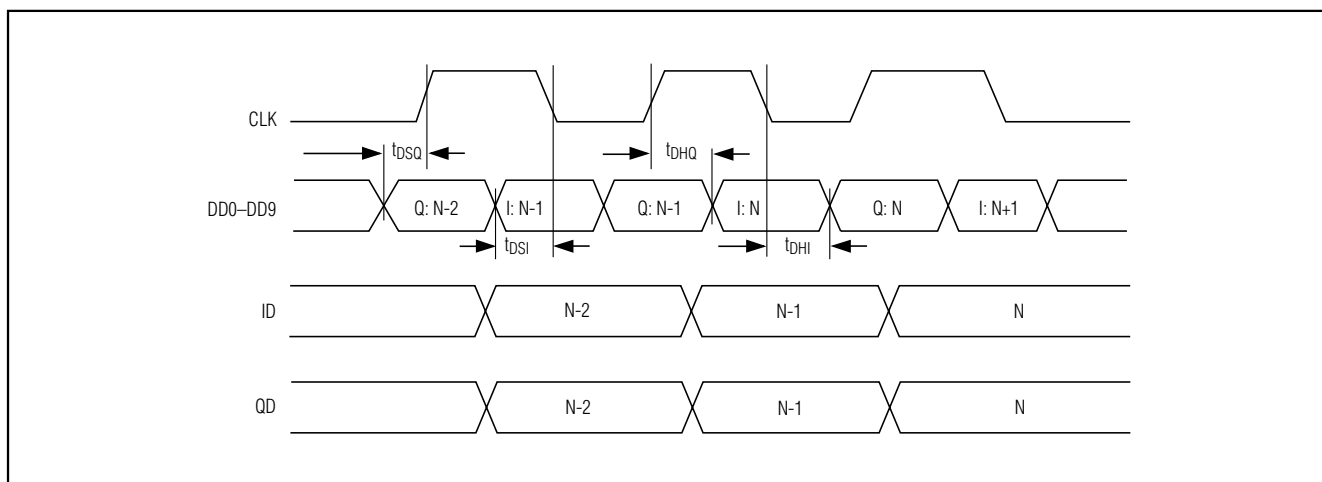 CLK
tDSQ
tDHQ
DD0–DD9
Q: N-2
I: N-1
Q: N-1
I: N
Q: N
I: N+1
tDSI
tDHI
ID
N-2
N-1
N
QD
N-2
N-1
N